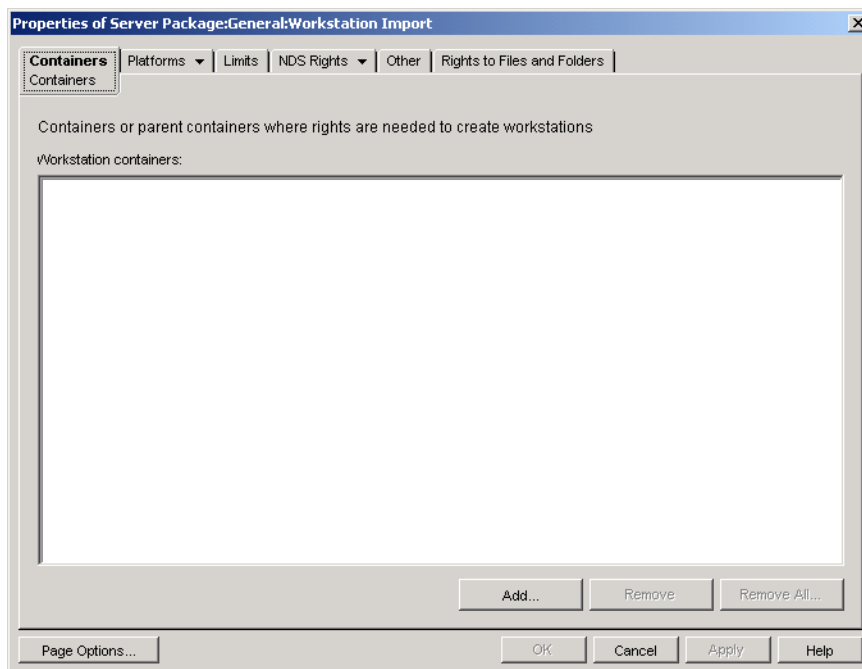 Properties of Server Package:General:Workstation Import
Containers Platforms Limits NDS Rights Other Rights to Files and Folders
Containers
Containers or parent containers where rights are needed to create workstations
Workstation containers:
Add... Remove Remove All...
Page Options... OK Cancel Apply Help